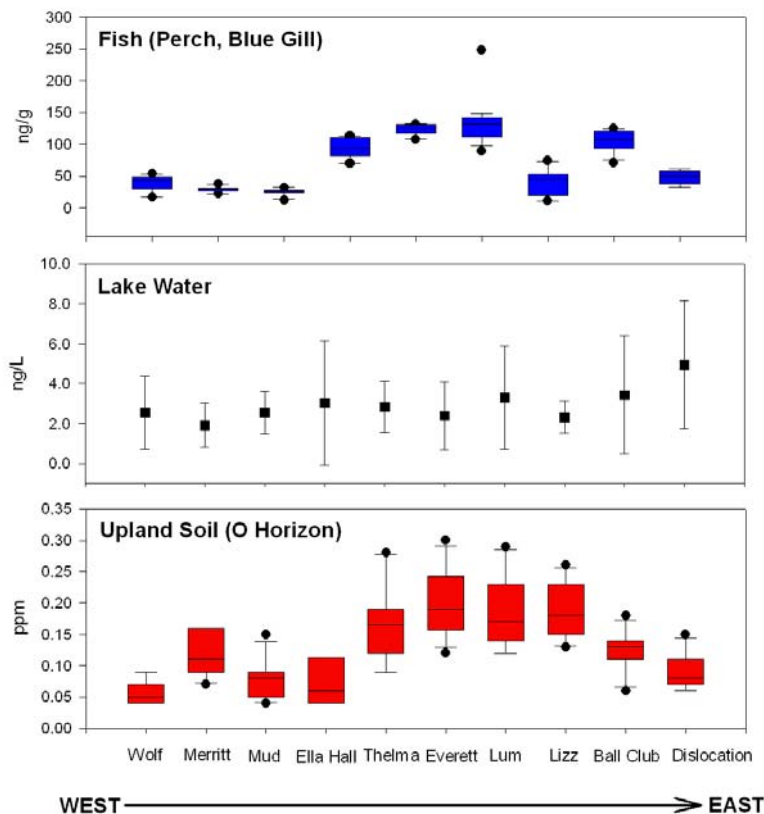 300
Fish (Perch, Blue Gill)
250
200
ng/g
150
100
50
0
10.0
Lake Water
8.0
6.0
ng/L
4.0
2.0
0.0
0.35
Upland Soil (O Horizon)
0.30
0.25
0.20
ppm
0.15
0.10
0.05
0.00
Wolf Merritt Mud Ella Hall Thelma Everett Lum Lizz Ball Club Dislocation
WEST EAST